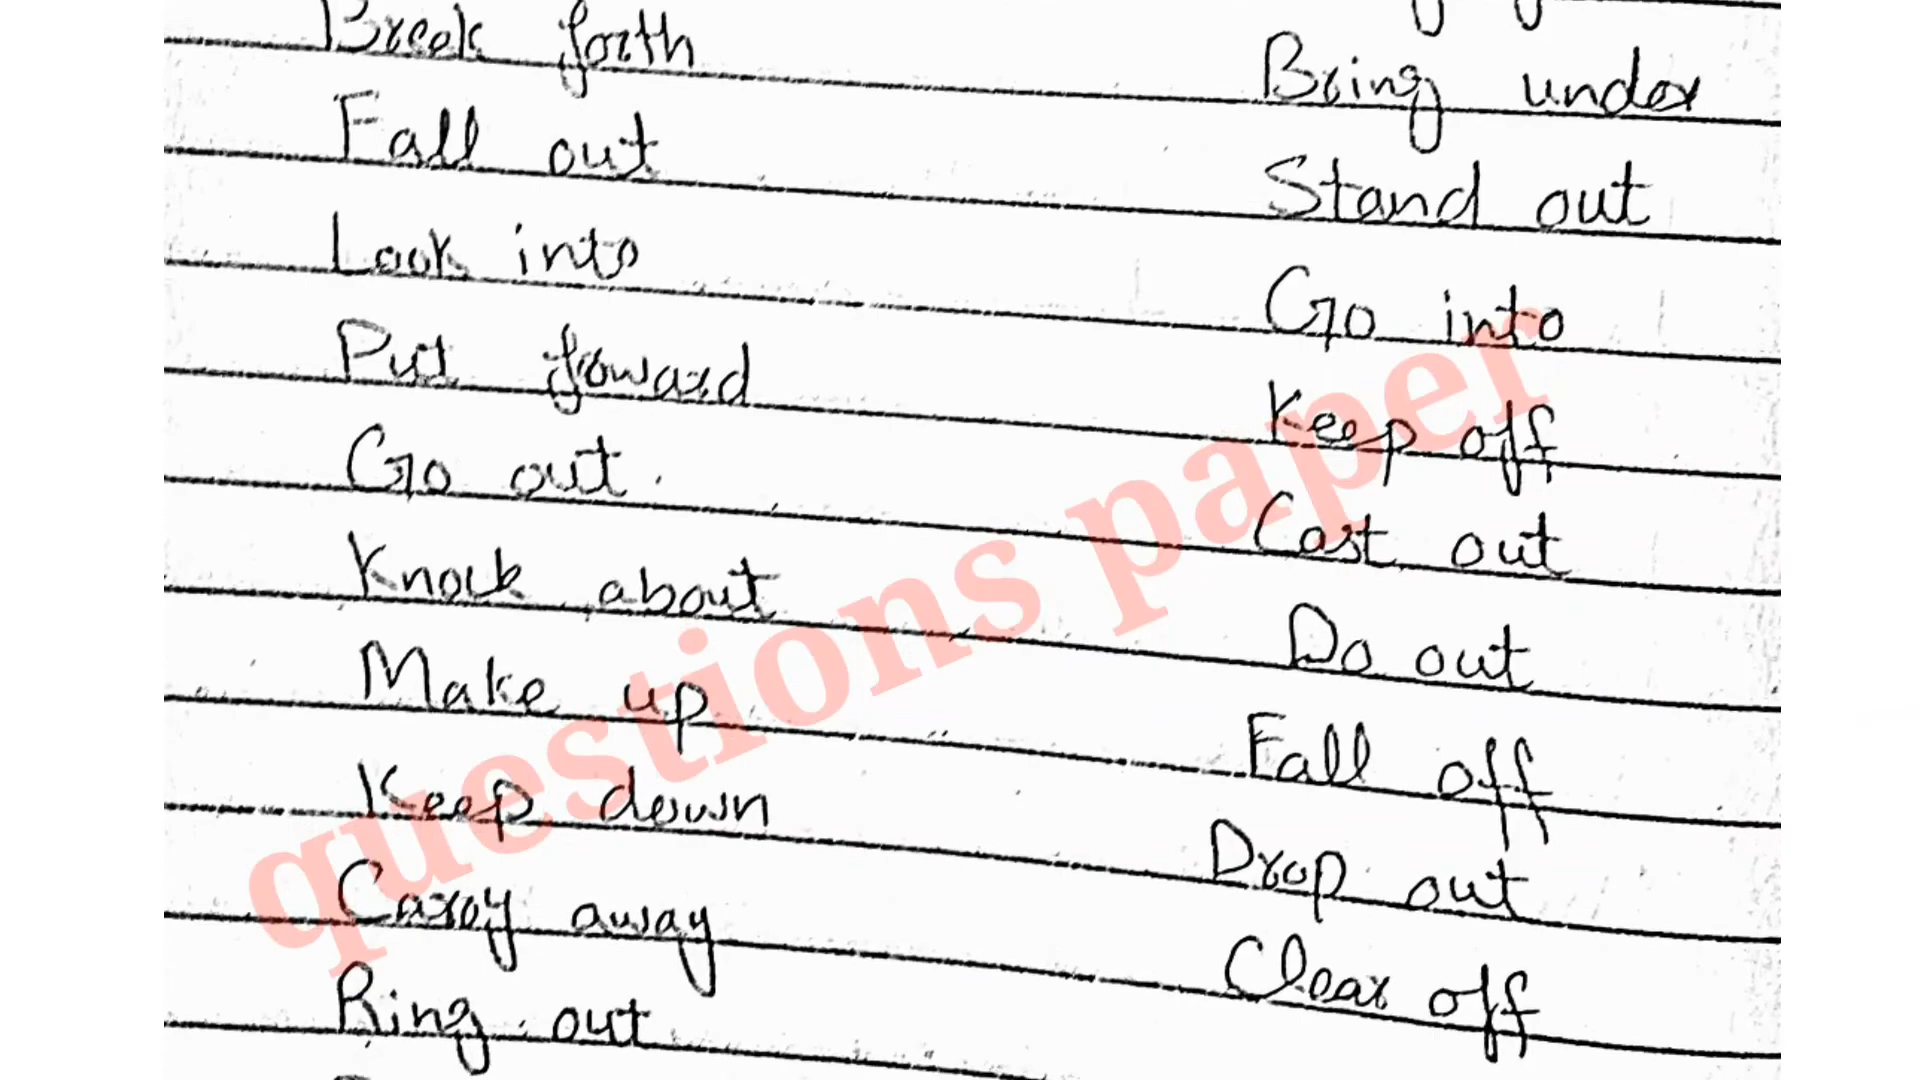 Break forth
Fall out
Look into
Put foward
Go out
Knock about
Make up
Keep down
Carry away
Ring out
Bring under
Stand out
Go into
Keep off
Cast out
Do out
Fall off
Drop out
Clear off
questions paper